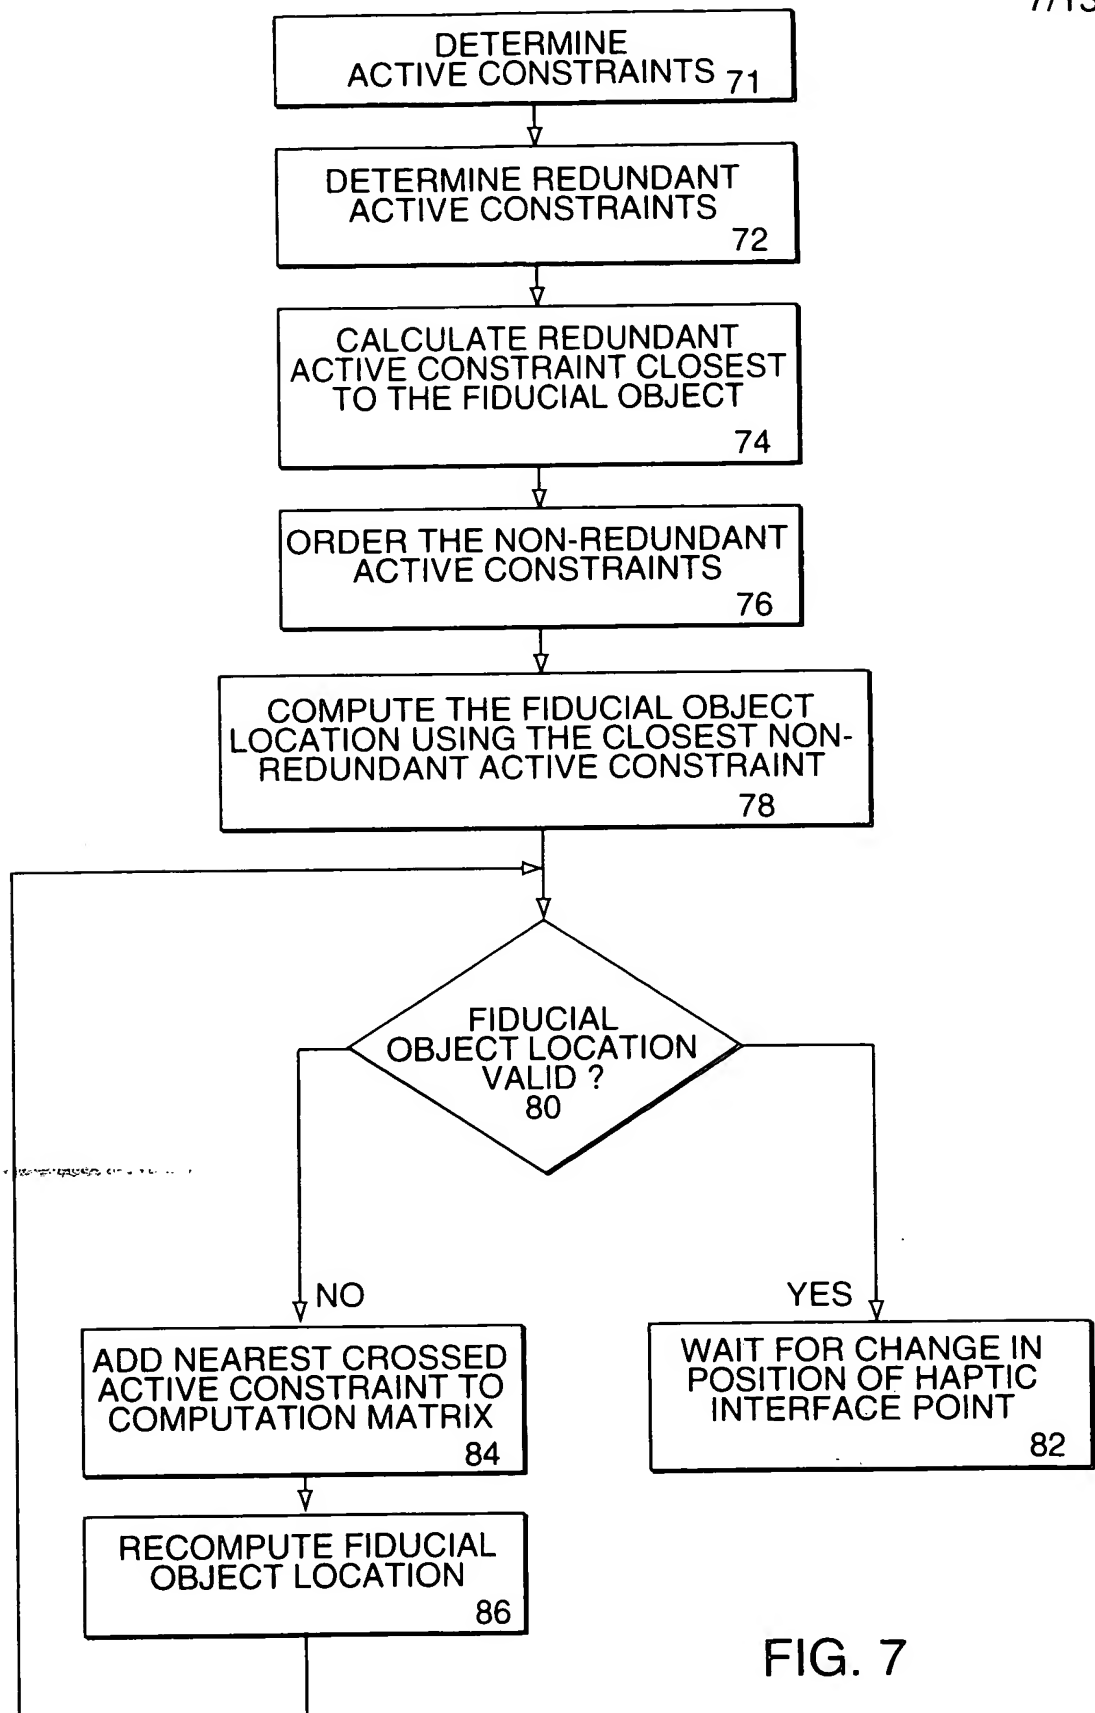 7/13
DETERMINE
ACTIVE CONSTRAINTS 71
DETERMINE REDUNDANT
ACTIVE CONSTRAINTS
72
CALCULATE REDUNDANT
ACTIVE CONSTRAINT CLOSEST
TO THE FIDUCIAL OBJECT
74
ORDER THE NON-REDUNDANT
ACTIVE CONSTRAINTS
76
COMPUTE THE FIDUCIAL OBJECT
LOCATION USING THE CLOSEST NON-
REDUNDANT ACTIVE CONSTRAINT
78
FIDUCIAL
OBJECT LOCATION
VALID ?
80
NO
YES
ADD NEAREST CROSSED
ACTIVE CONSTRAINT TO
COMPUTATION MATRIX
84
WAIT FOR CHANGE IN
POSITION OF HAPTIC
INTERFACE POINT
82
RECOMPUTE FIDUCIAL
OBJECT LOCATION
86
FIG. 7